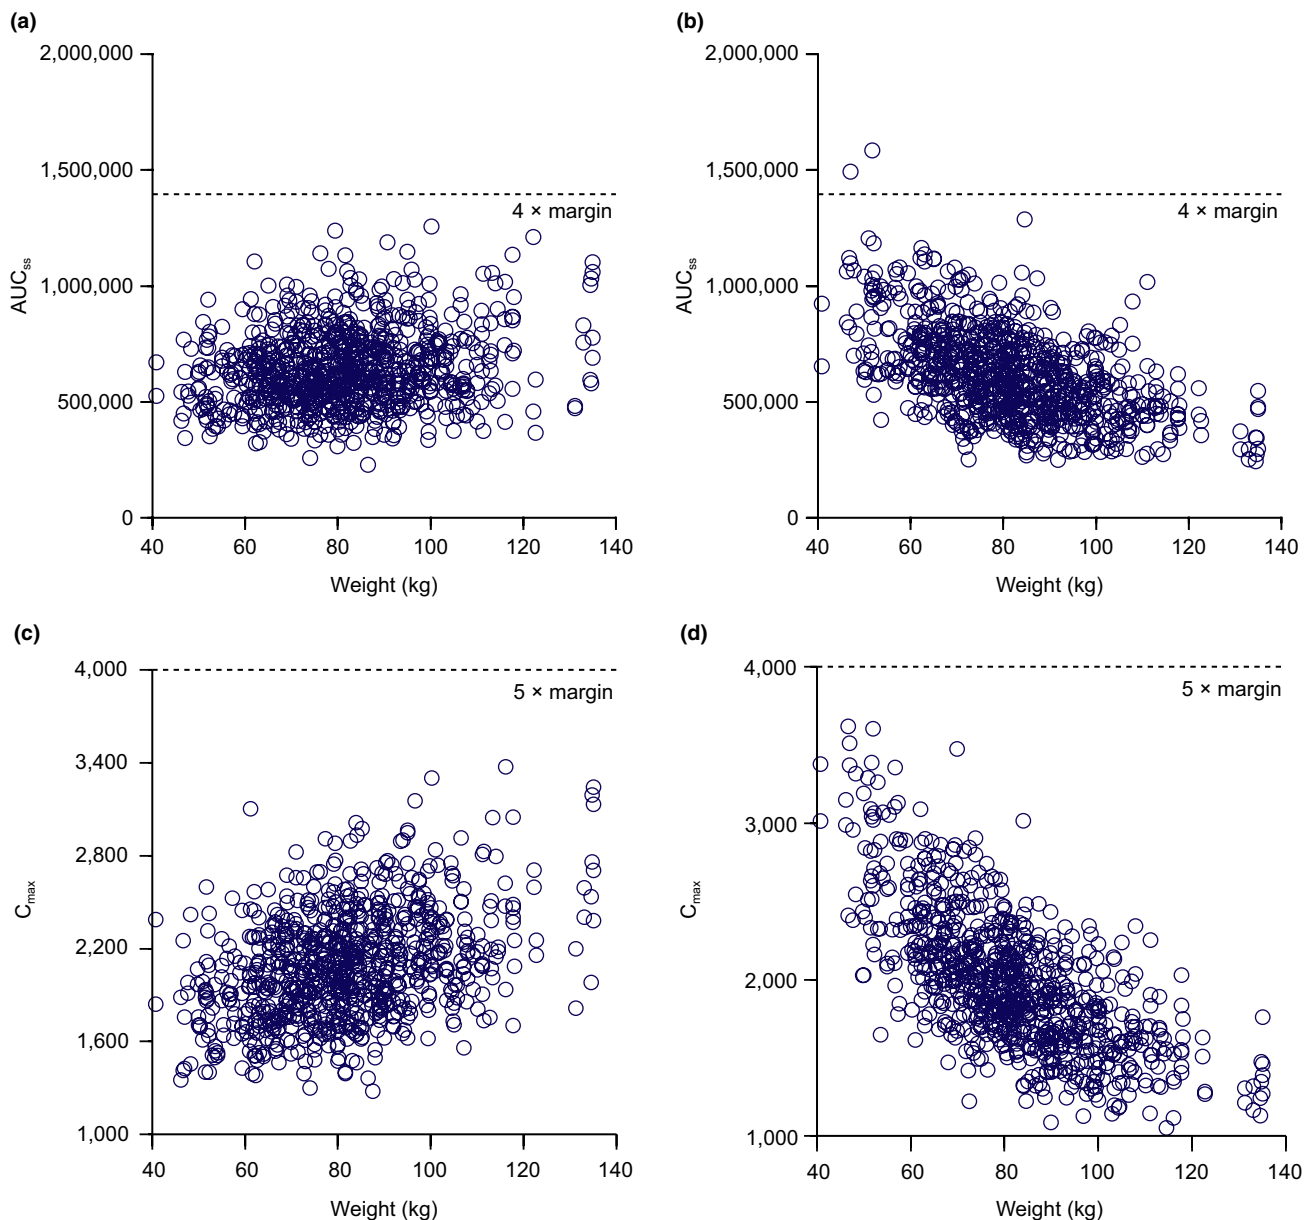 (a)
2,000,000
1,500,000
1,000,000
500,000
0
AUCss
4 × margin
40 60 80 100 120 140
Weight (kg)
(b)
2,000,000
1,500,000
1,000,000
500,000
0
AUCss
4 × margin
40 60 80 100 120 140
Weight (kg)
(c)
4,000
3,400
2,800
2,200
1,600
1,000
Cmax
5 × margin
40 60 80 100 120 140
Weight (kg)
(d)
4,000
3,000
2,000
1,000
Cmax
5 × margin
40 60 80 100 120 140
Weight (kg)